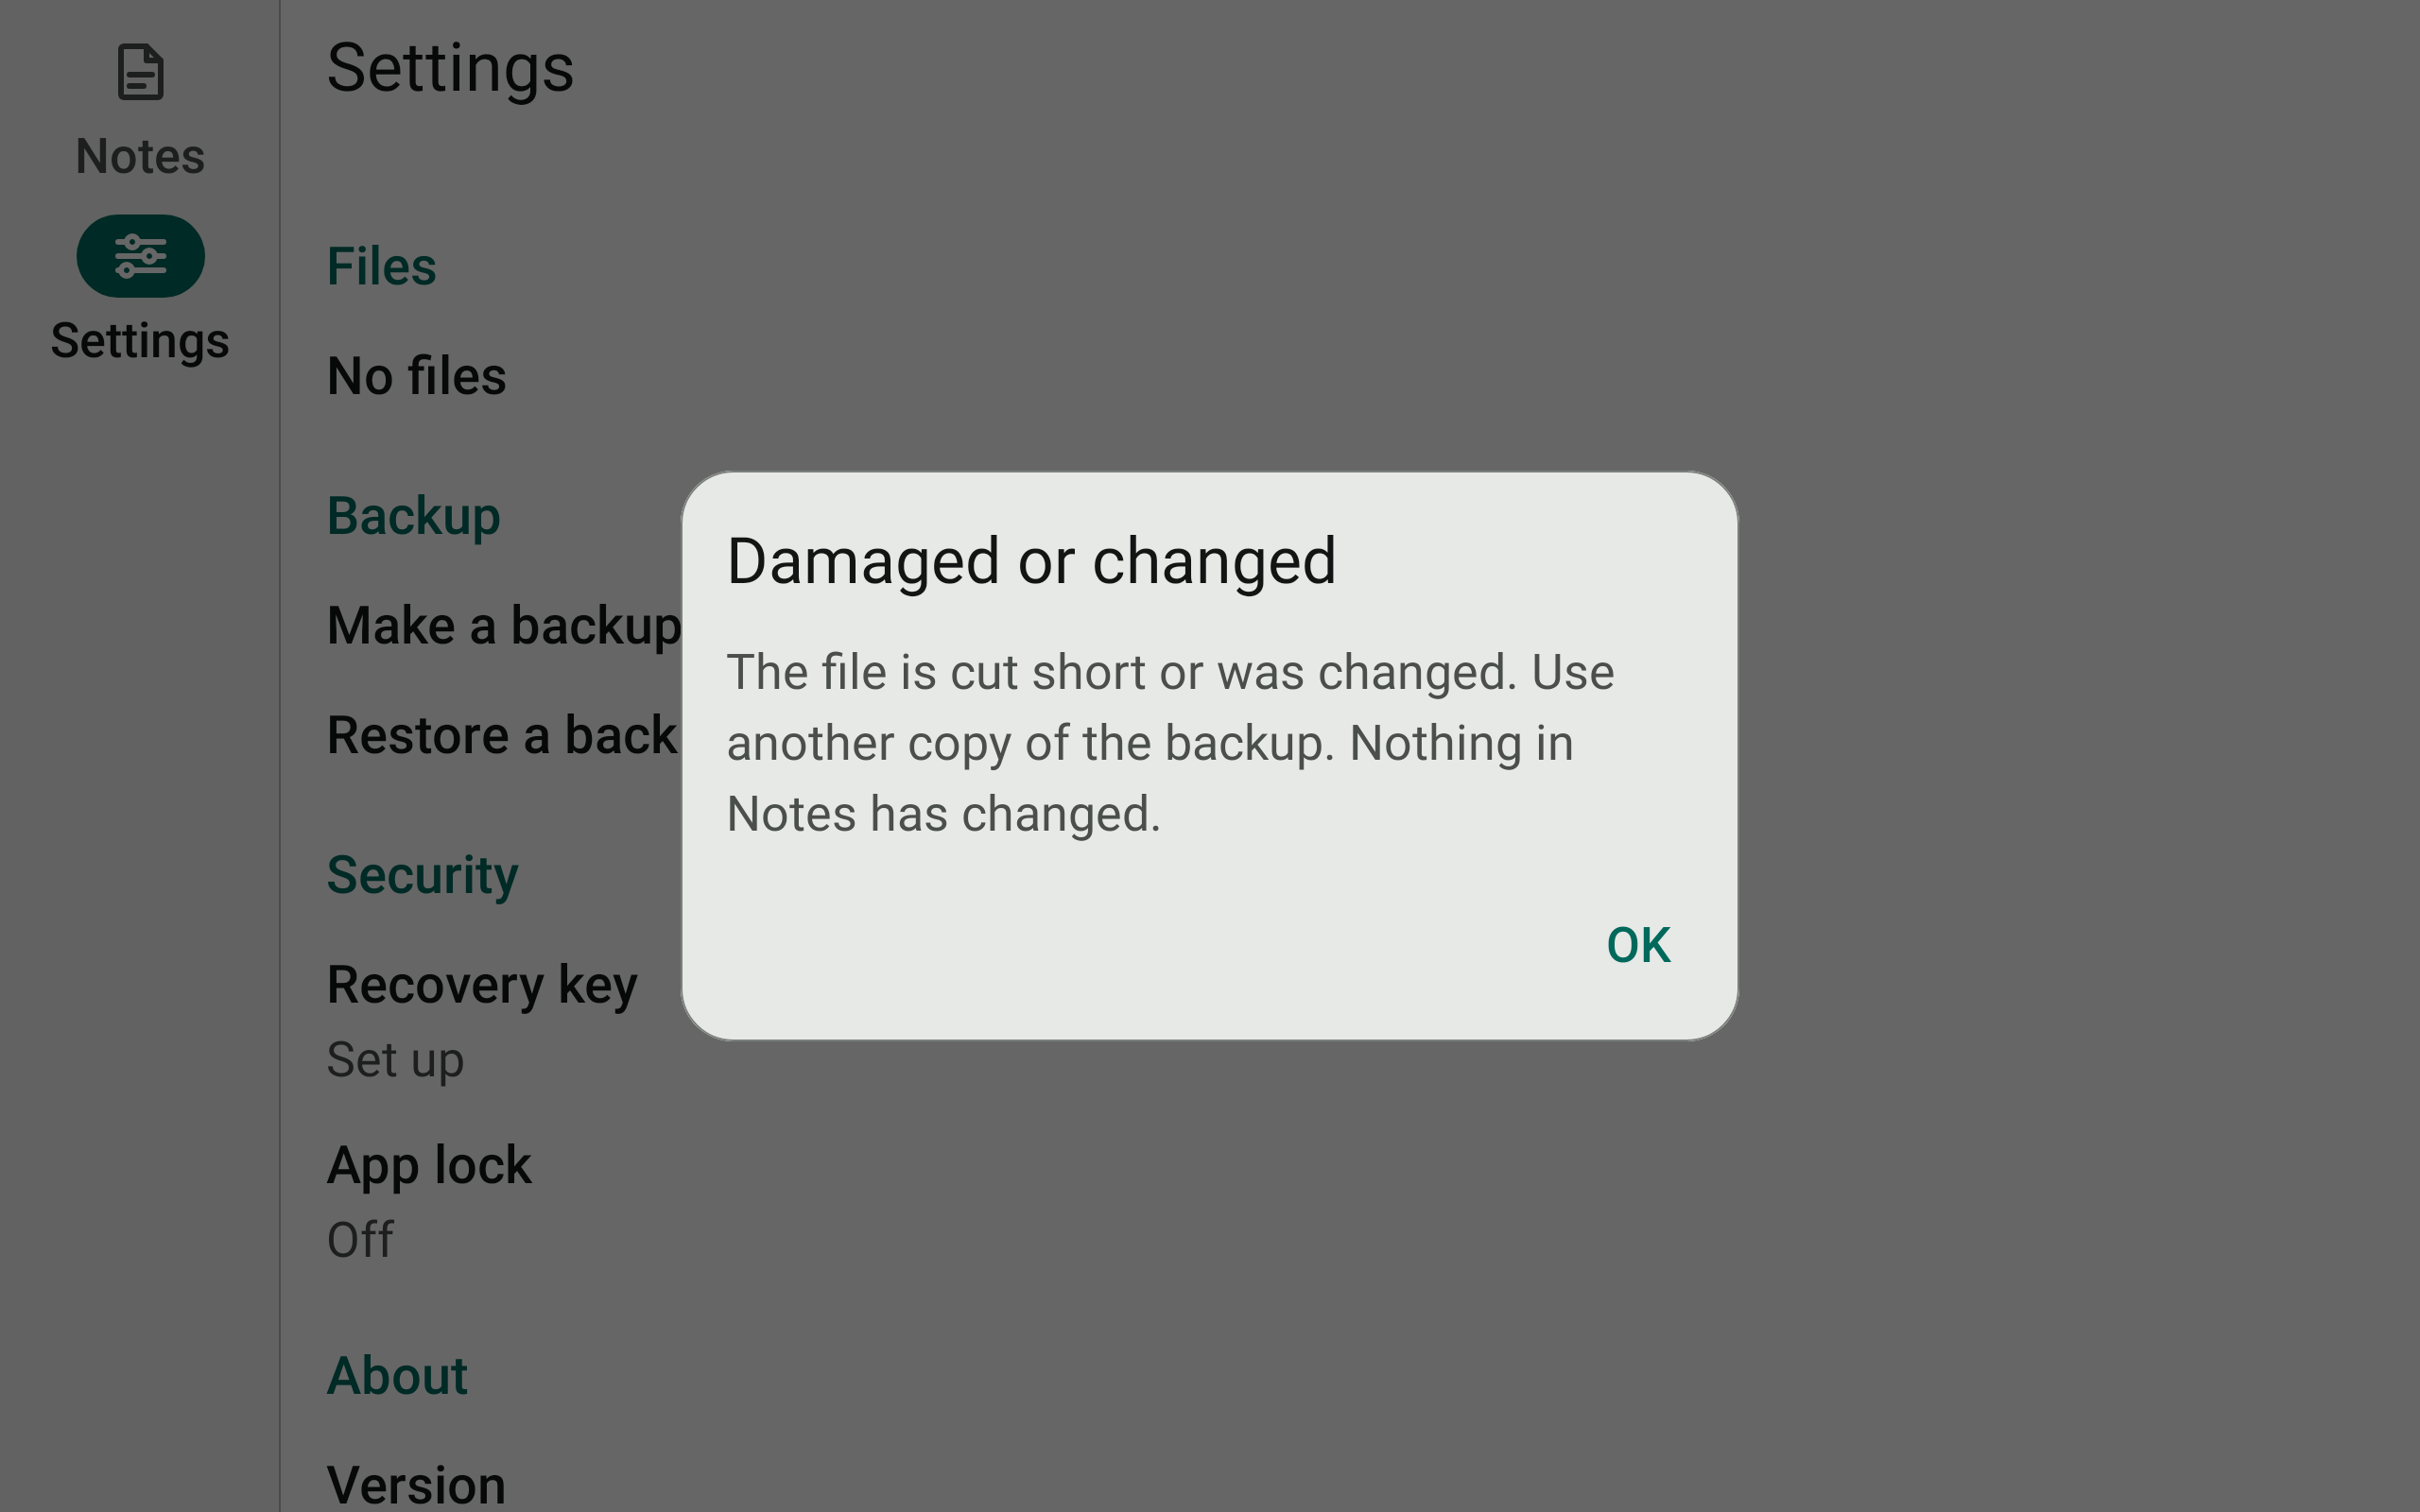 Settings
Notes
Settings
Files
No files
Backup
Make a backup
Restore a back
Security
Recovery key
Set up
App lock
Off
About
Version
Damaged or changed
The file is cut short or was changed. Use
another copy of the backup. Nothing in
Notes has changed.
OK